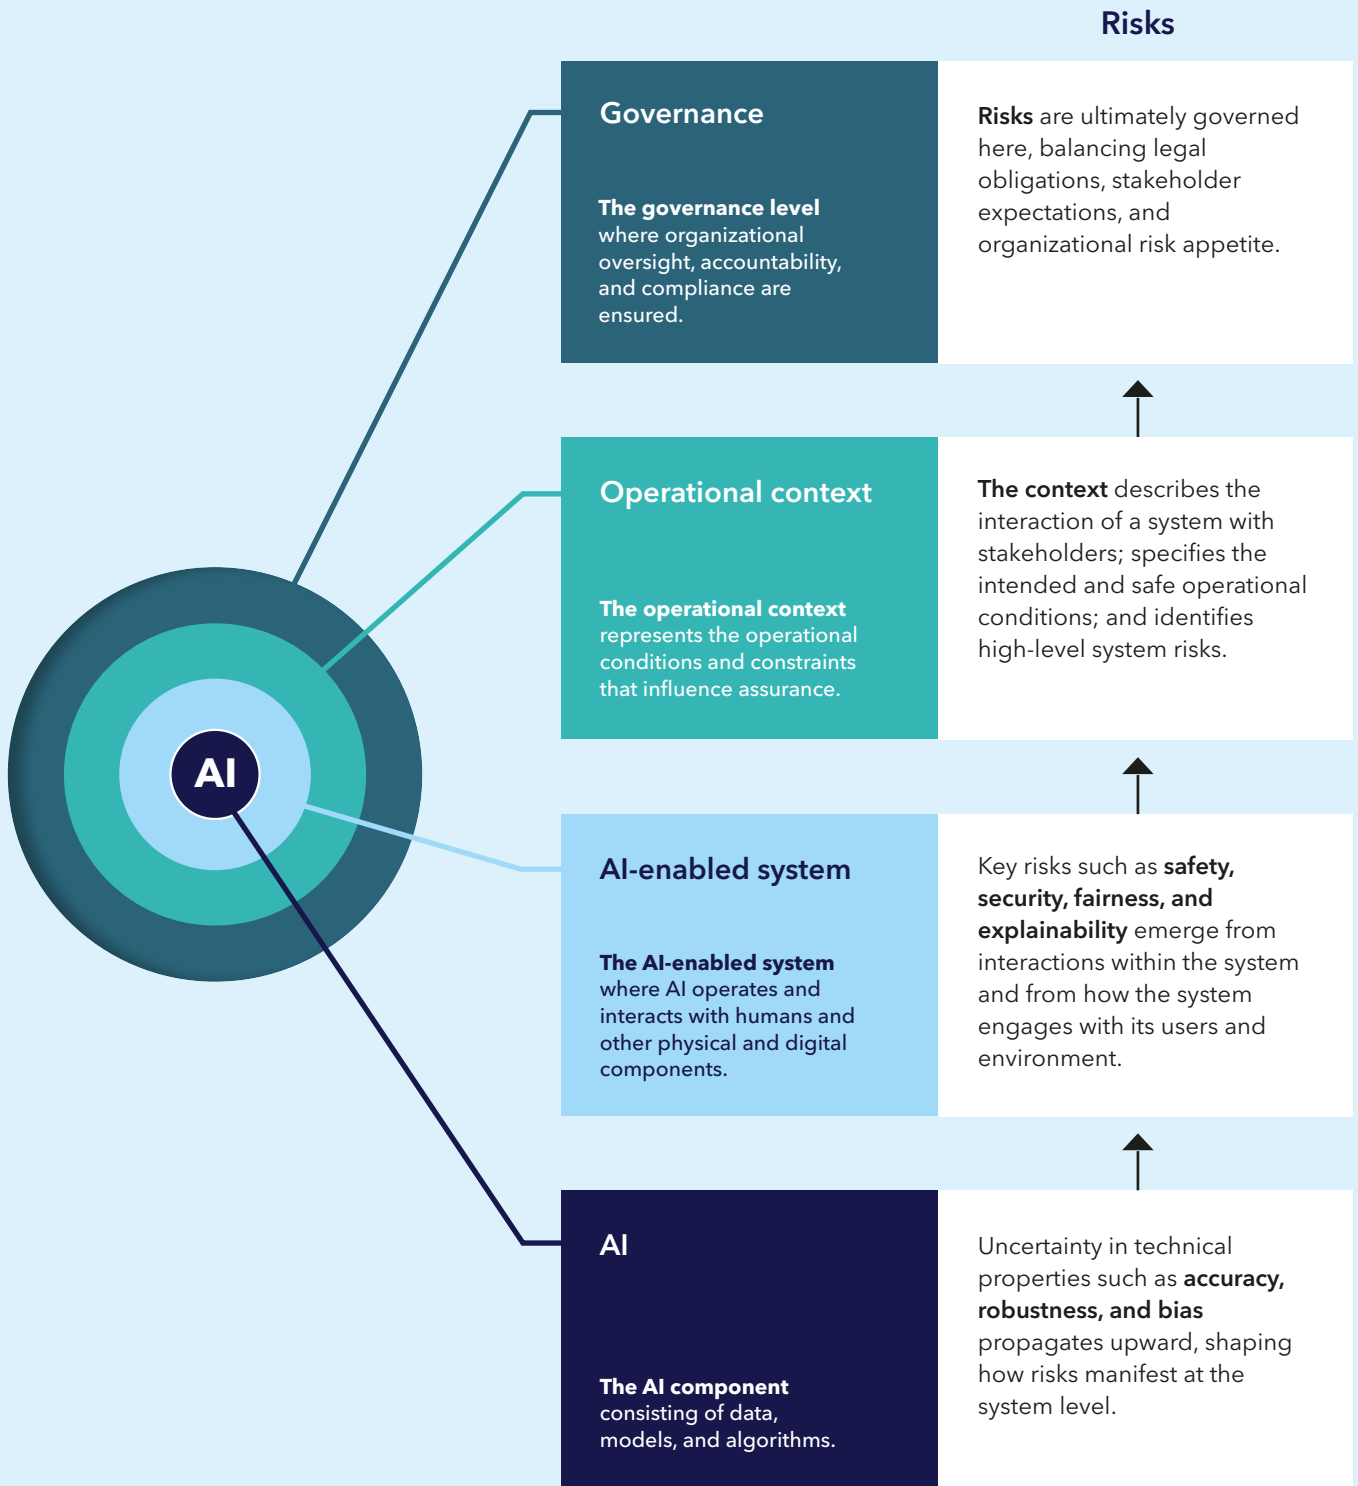 Risks
Governance
The governance level
where organizational
oversight, accountability,
and compliance are
ensured.
Risks are ultimately governed
here, balancing legal
obligations, stakeholder
expectations, and
organizational risk appetite.
Operational context
The operational context
represents the operational
conditions and constraints
that influence assurance.
The context describes the
interaction of a system with
stakeholders; specifies the
intended and safe operational
conditions; and identifies
high-level system risks.
AI
AI-enabled system
The AI-enabled system
where AI operates and
interacts with humans and
other physical and digital
components.
Key risks such as safety,
security, fairness, and
explainability emerge from
interactions within the system
and from how the system
engages with its users and
environment.
AI
The AI component
consisting of data,
models, and algorithms.
Uncertainty in technical
properties such as accuracy,
robustness, and bias
propagates upward, shaping
how risks manifest at the
system level.